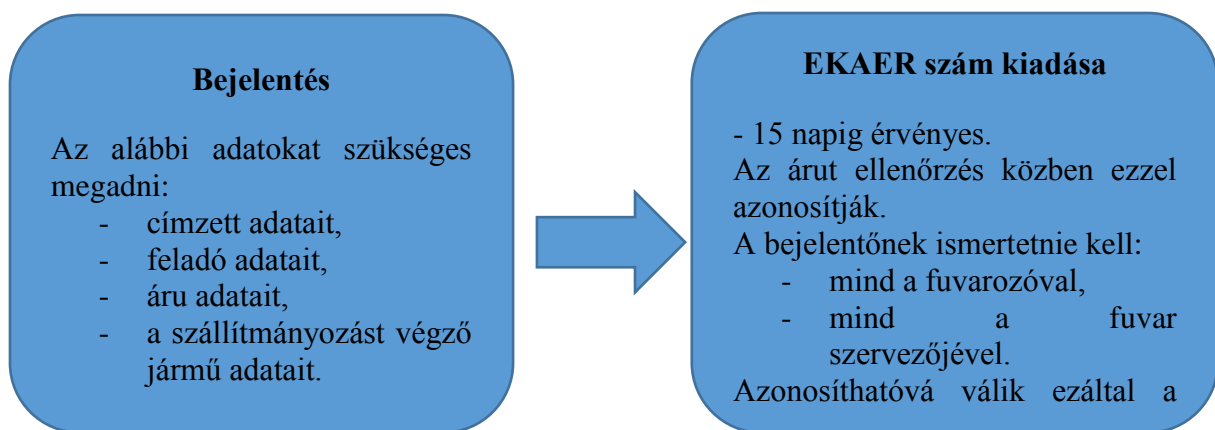 Bejelentés
Az alábbi adatokat szükséges
megadni:
- címzett adatait,
- feladó adatait,
- áru adatait,
- a szállítmányozást végző
jármű adatait.
EKAER szám kiadása
- 15 napig érvényes.
Az árut ellenőrzés közben ezzel
azonosítják.
A bejelentőnek ismertetnie kell:
- mind a fuvarozóval,
- mind a fuvar
szervezőjével.
Azonosíthatóvá válik ezáltal a